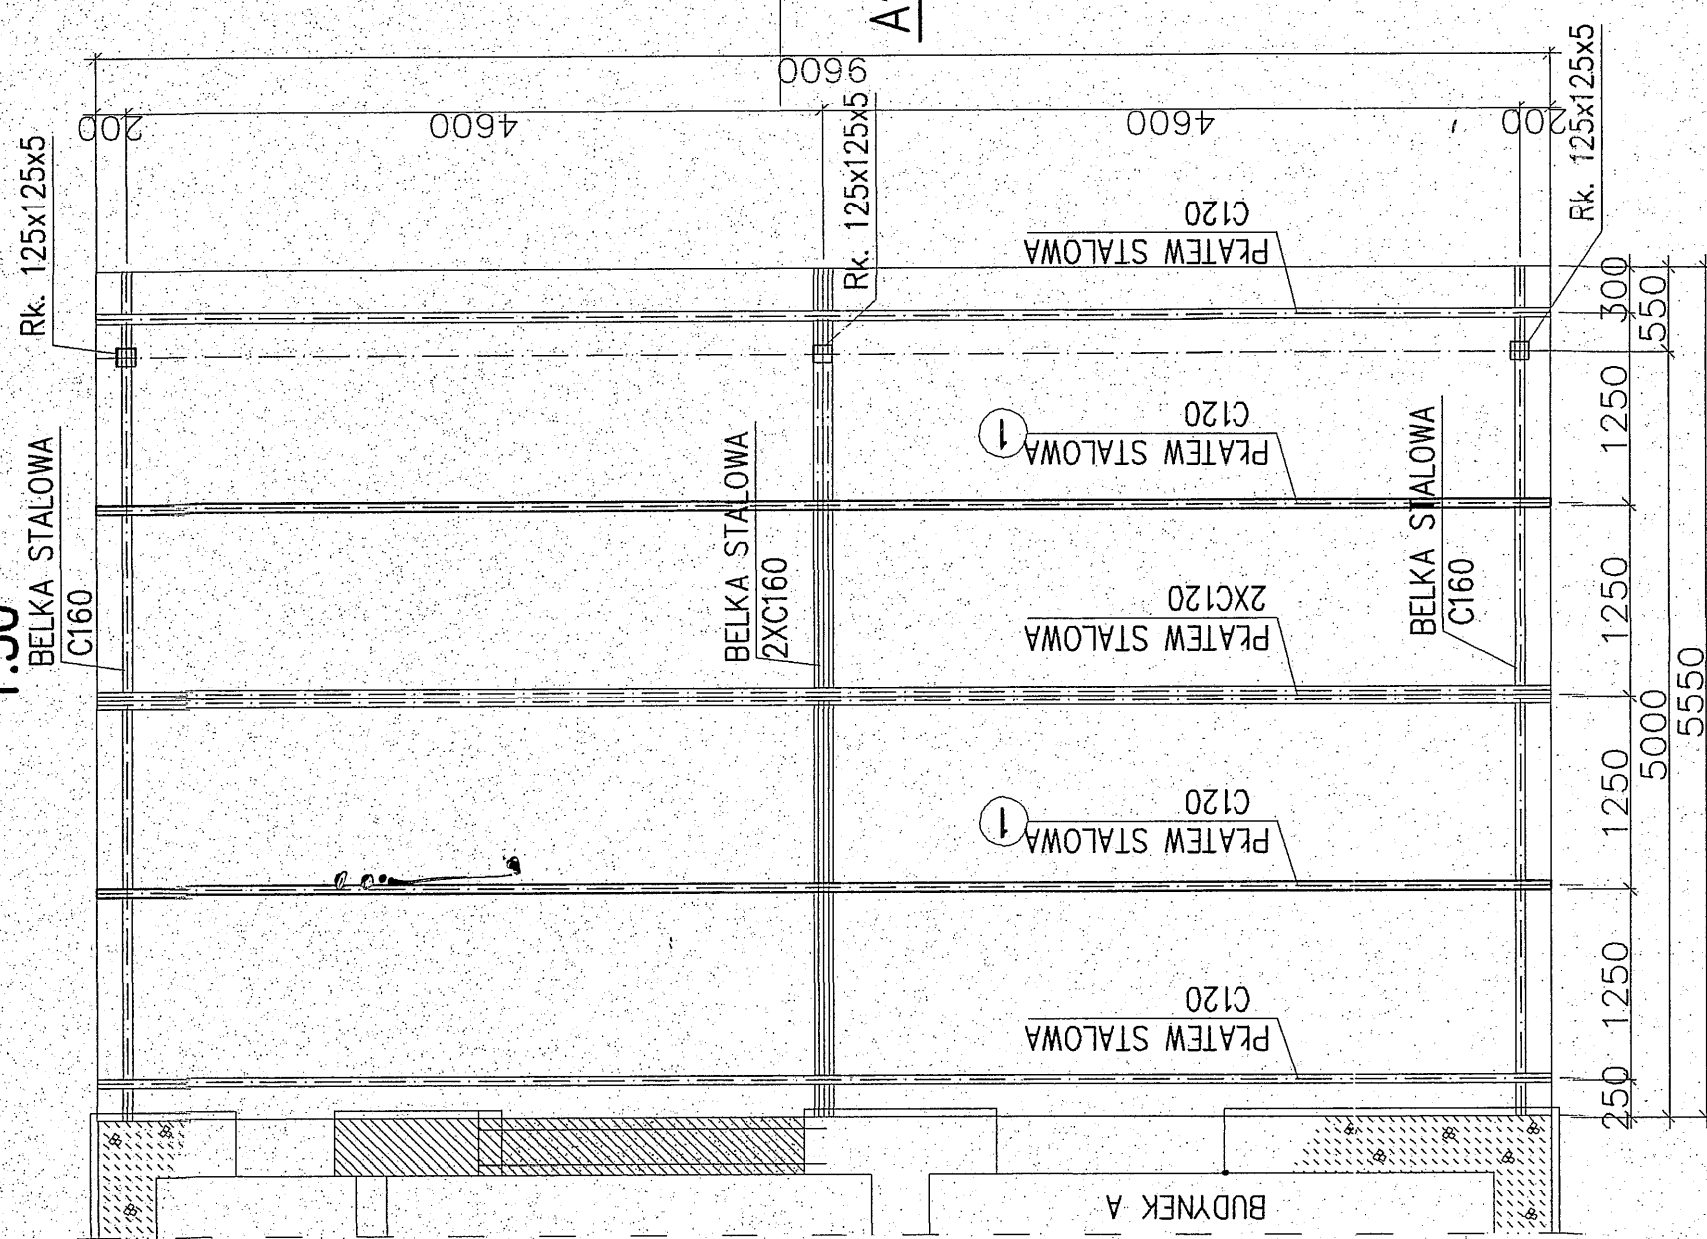 A
9600
200
4600
4600
200
Rk. 125x125x5
Rk. 125x125x5
Rk. 125x125x5
1:50
BELKA STALOWA
C160
BELKA STALOWA
2XC160
BELKA STALOWA
C160
PŁATEW STALOWA
C120
1
PŁATEW STALOWA
C120
PŁATEW STALOWA
2XC120
1
PŁATEW STALOWA
C120
PŁATEW STALOWA
C120
300
550
1250
1250
1250
1250
250
5000
5550
BUDYNEK A